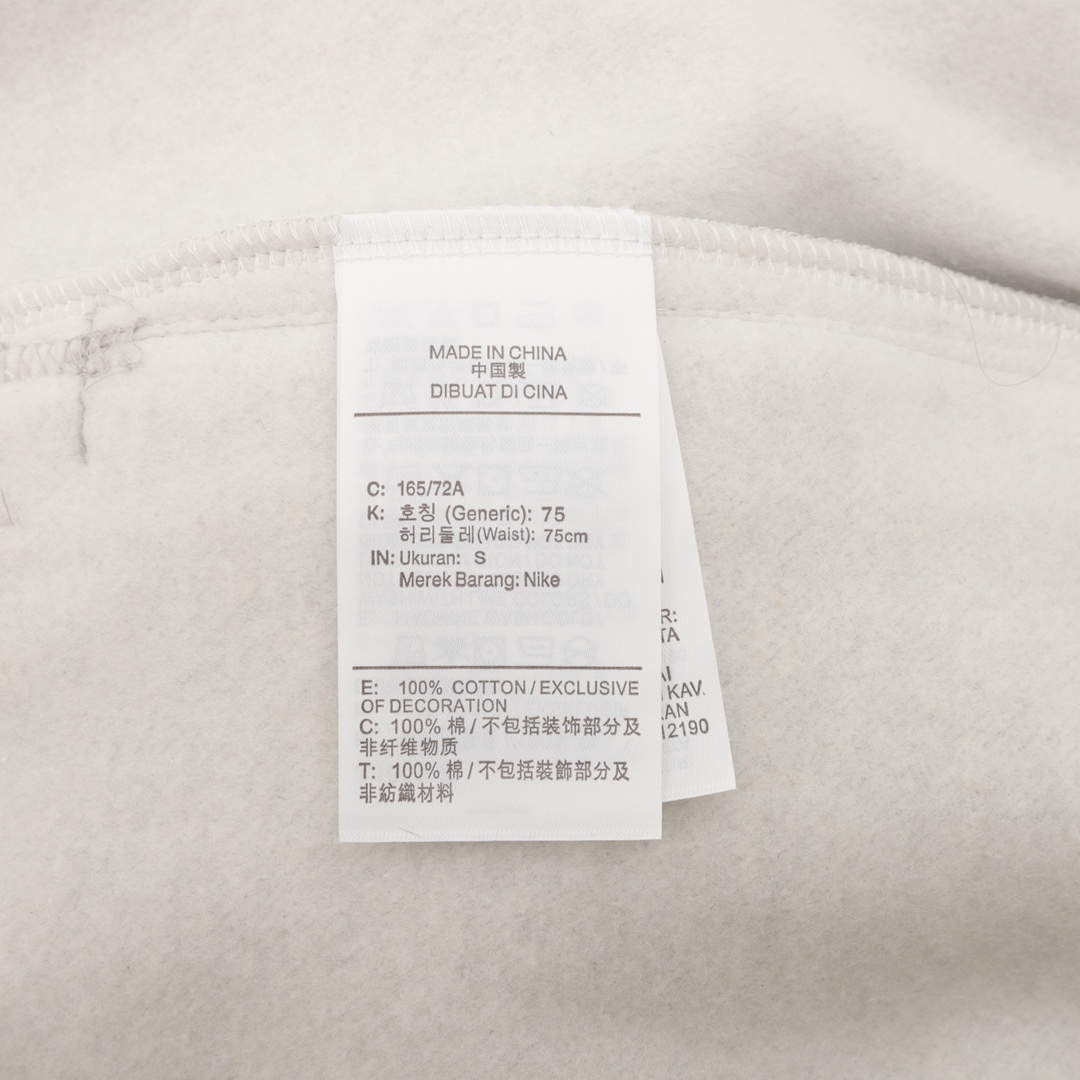 MADE IN CHINA
中国製
DIBUAT DI CINA
C: 165/72A
K: 호칭 (Generic): 75
허리둘레(Waist): 75cm
IN: Ukuran: S
Merek Barang: Nike
E: 100% COTTON / EXCLUSIVE
OF DECORATION
C: 100% 棉 / 不包括装饰部分及
非纤维物质
T: 100% 棉 / 不包括裝飾部分及
非紡織材料
KAV.
12190